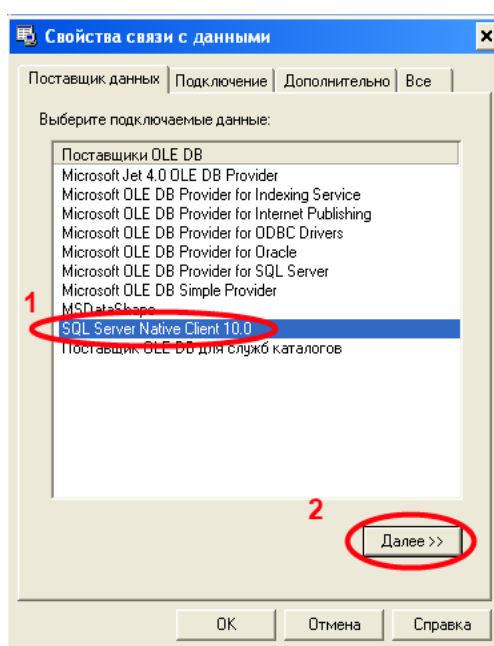 Свойства связи с данными
Поставщик данных Подключение Дополнительно Все
Выберите подключаемые данные:
Поставщики OLE DB
Microsoft Jet 4.0 OLE DB Provider
Microsoft OLE DB Provider for Indexing Service
Microsoft OLE DB Provider for Internet Publishing
Microsoft OLE DB Provider for ODBC Drivers
Microsoft OLE DB Provider for Oracle
Microsoft OLE DB Provider for SQL Server
Microsoft OLE DB Simple Provider
1
MSDataShape
SQL Server Native Client 10.0
Поставщик OLE DB для служб каталогов
2
Далее >>
OK Отмена Справка